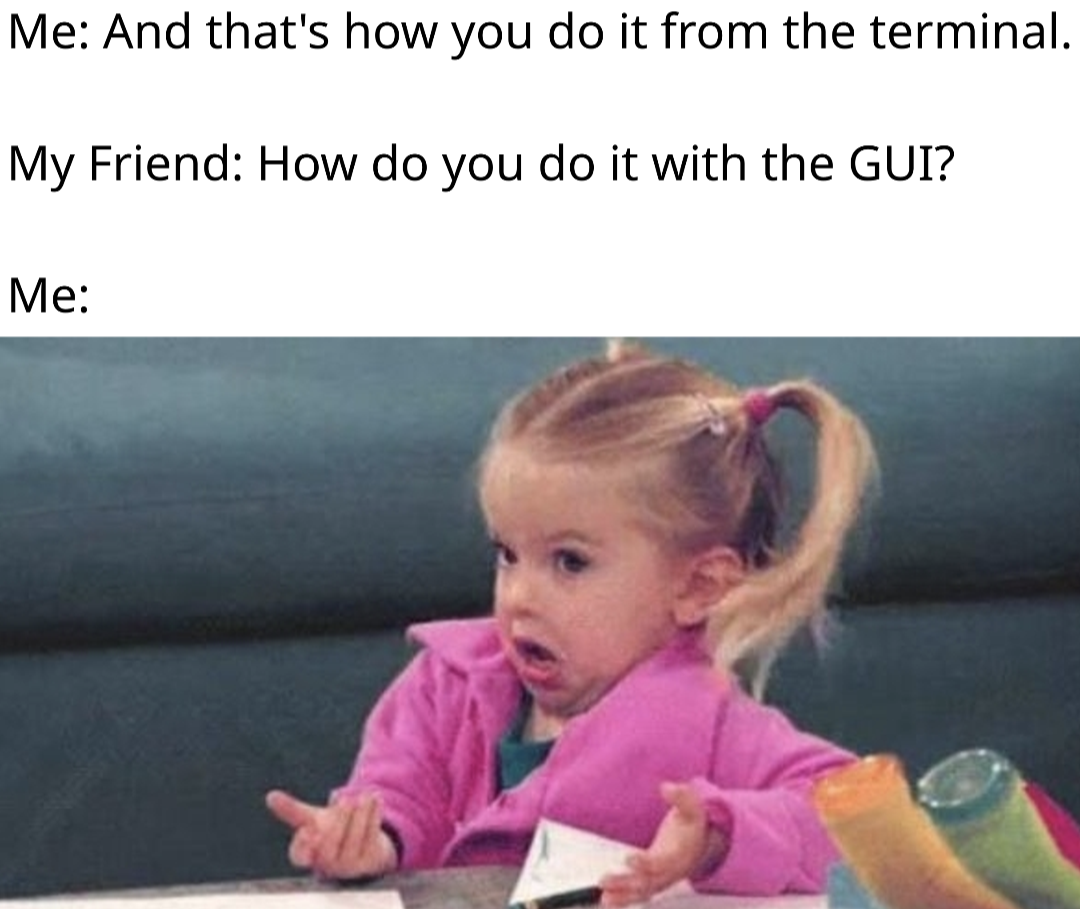 Me: And that's how you do it from the terminal.
My Friend: How do you do it with the GUI?
Me: